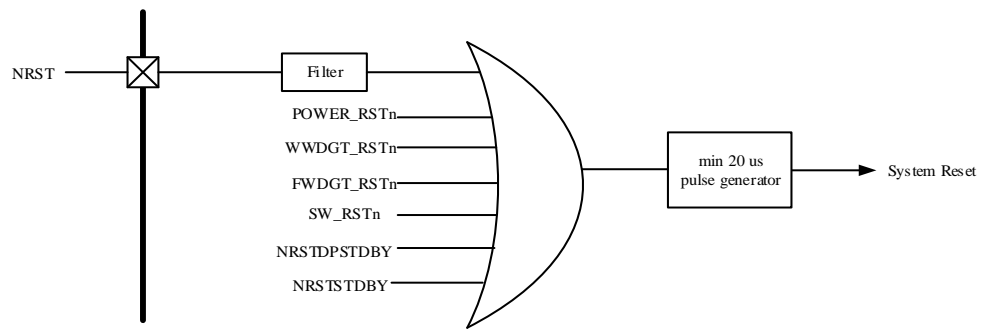 NRST
Filter
POWER_RSTn
WWDGT_RSTn
FWDGT_RSTn
SW_RSTn
NRSTDPSTDBY
NRSTSTDBY
min 20 us
pulse generator
System Reset